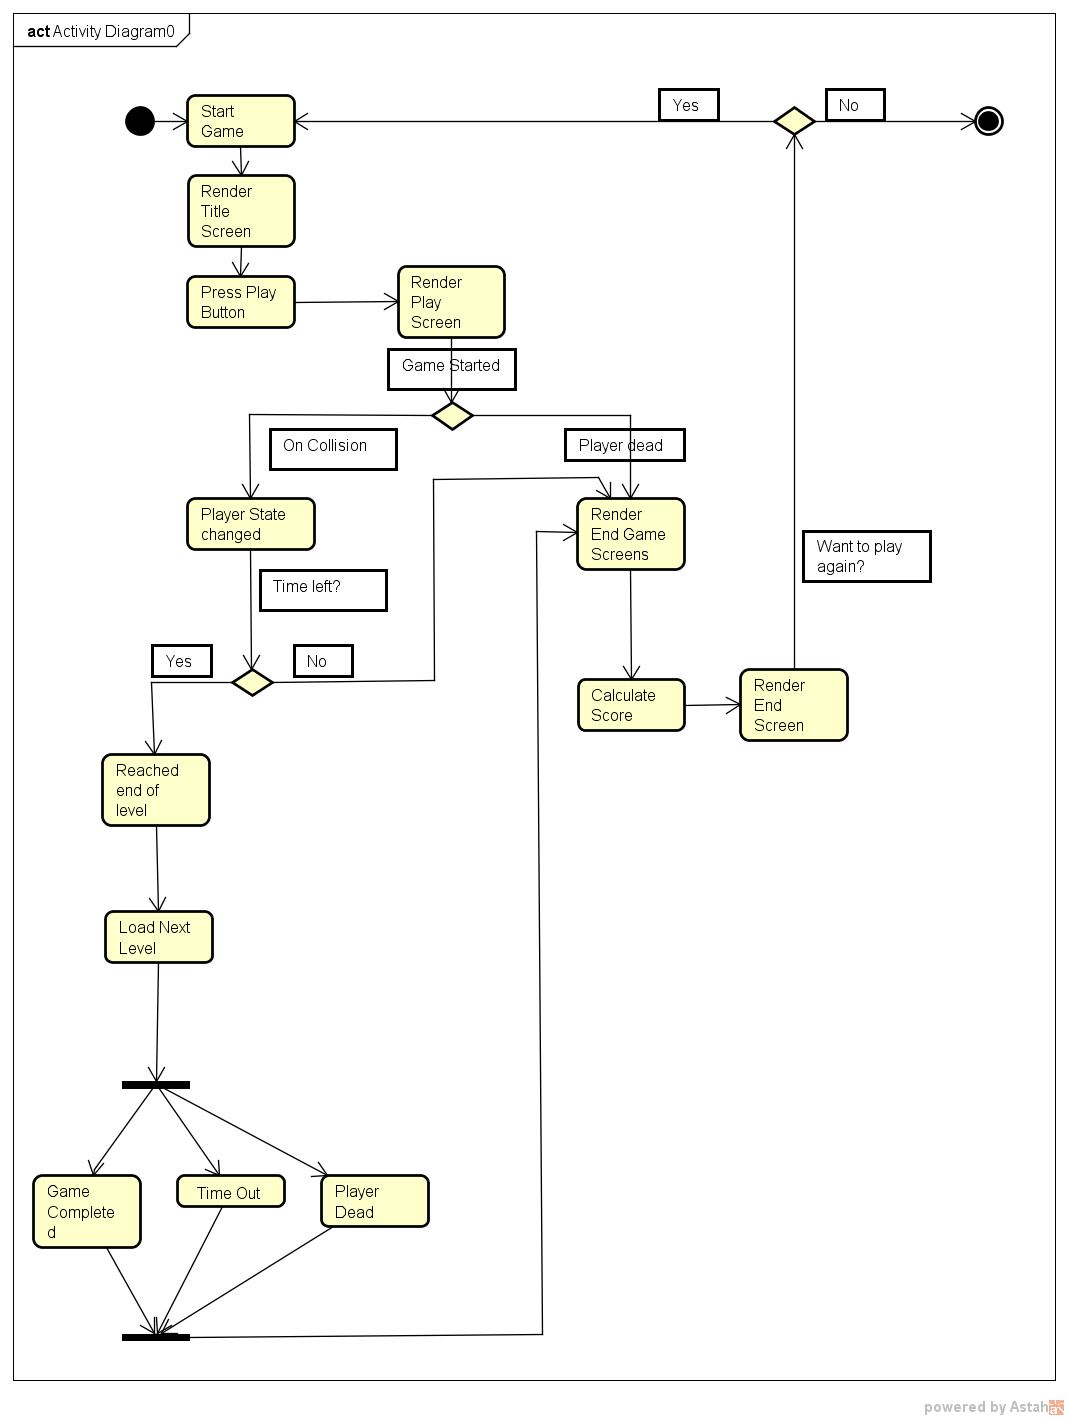 act Activity Diagram0
Yes
No
Start
Game
Render
Title
Screen
Press Play
Button
Render
Play
Screen
Game Started
On Collision
Player dead
Player State
changed
Render
End Game
Screens
Want to play
again?
Time left?
Yes
No
Calculate
Score
Render
End
Screen
Reached
end of
level
Load Next
Level
Game
Complete
d
Time Out
Player
Dead
powered by Astah